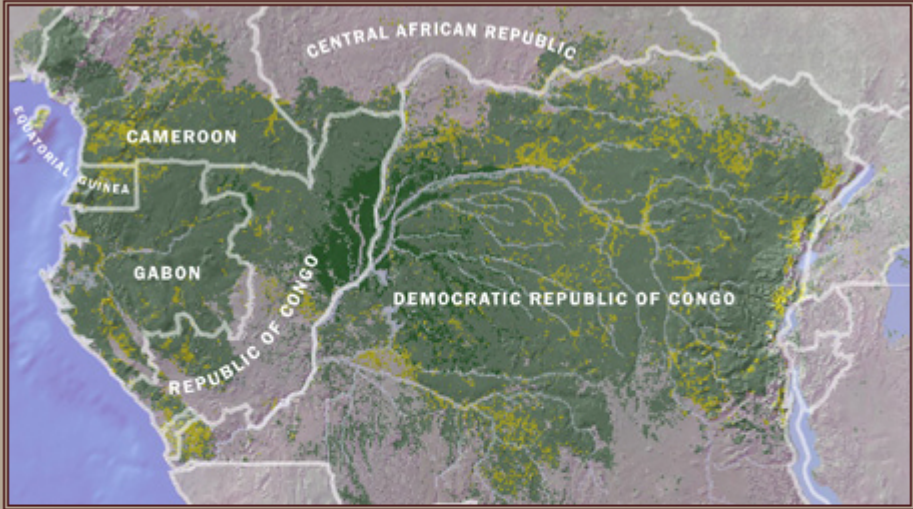 CENTRAL AFRICAN REPUBLIC
CAMEROON
EQUATORIAL GUINEA
GABON
REPUBLIC OF CONGO
DEMOCRATIC REPUBLIC OF CONGO